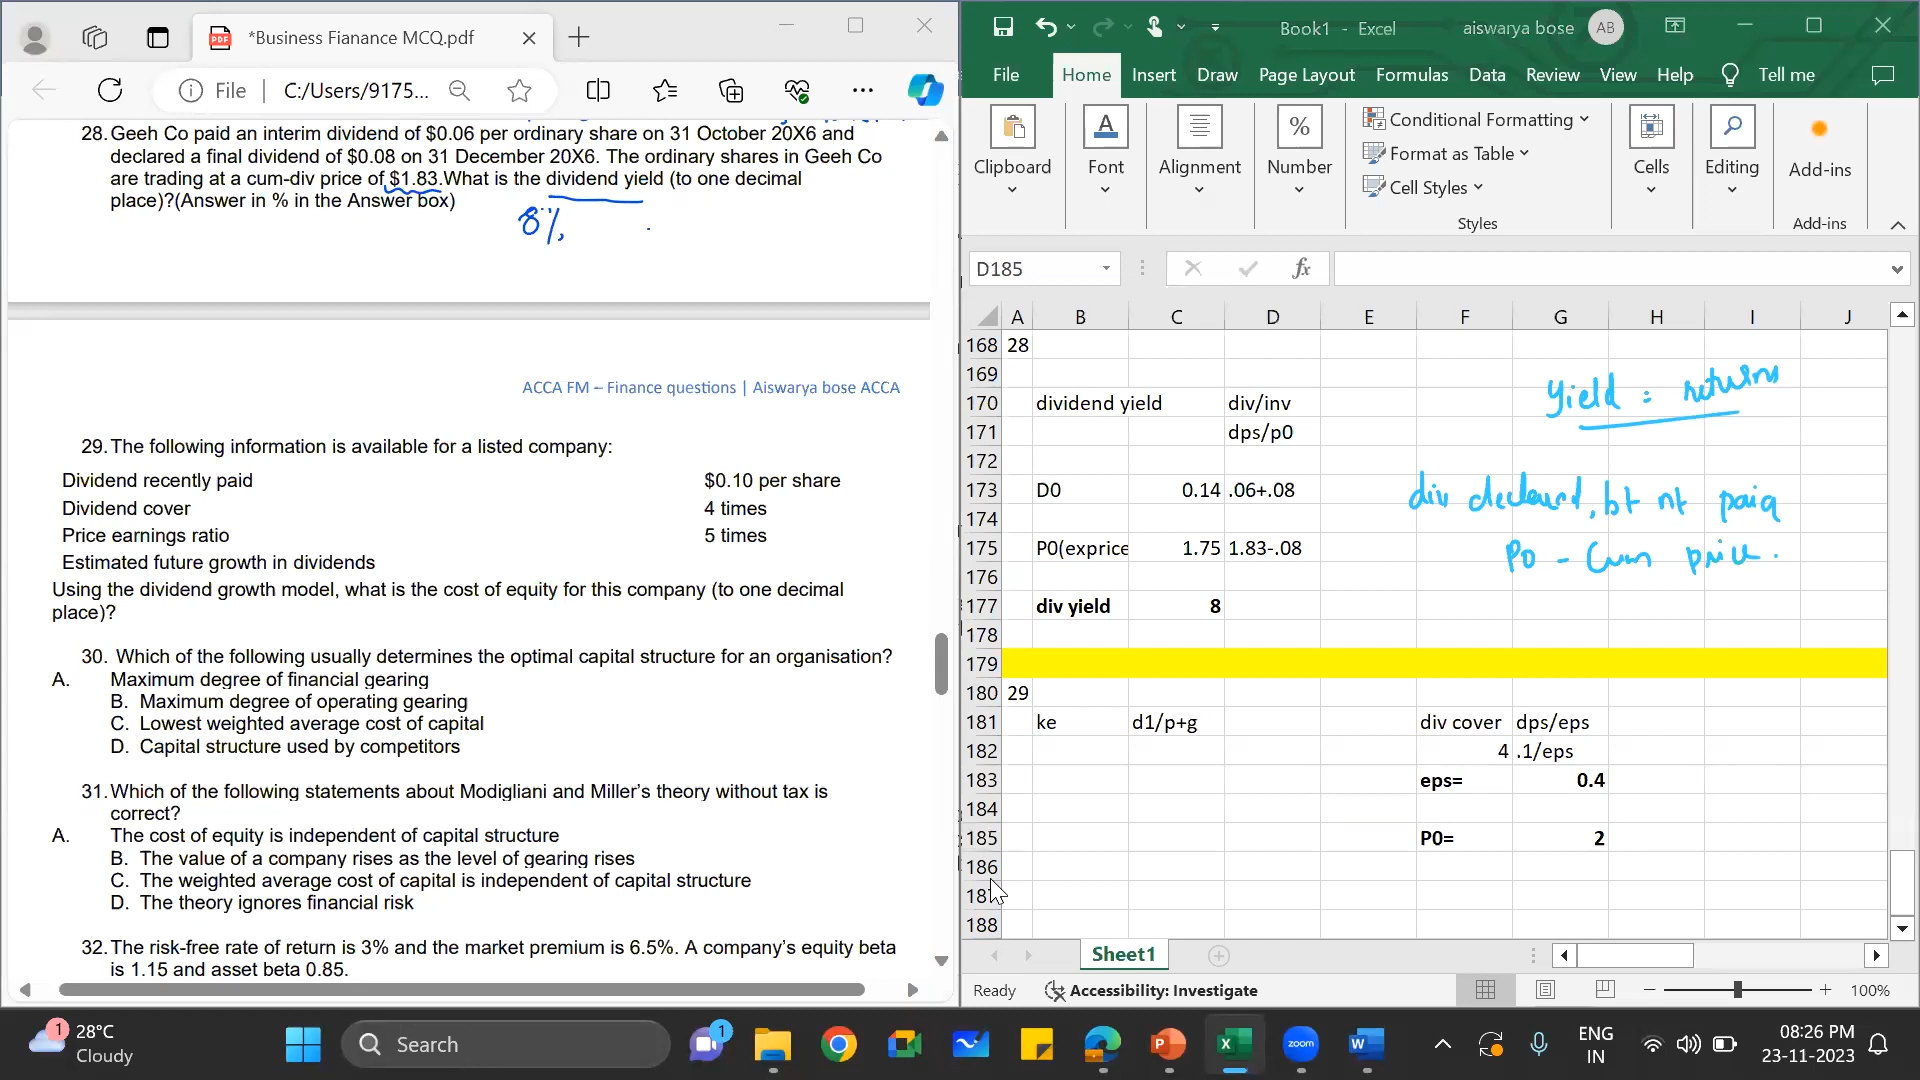 *Business Fianance MCQ.pdf
File
C:/Users/9175...
28. Geeh Co paid an interim dividend of $0.06 per ordinary share on 31 October 20X6 and
declared a final dividend of $0.08 on 31 December 20X6. The ordinary shares in Geeh Co
are trading at a cum-div price of $1.83.What is the dividend yield (to one decimal
place)?(Answer in % in the Answer box)
8%
ACCA FM – Finance questions | Aiswarya bose ACCA
29. The following information is available for a listed company:
Dividend recently paid $0.10 per share
Dividend cover 4 times
Price earnings ratio 5 times
Estimated future growth in dividends
Using the dividend growth model, what is the cost of equity for this company (to one decimal
place)?
30. Which of the following usually determines the optimal capital structure for an organisation?
A. Maximum degree of financial gearing
B. Maximum degree of operating gearing
C. Lowest weighted average cost of capital
D. Capital structure used by competitors
31. Which of the following statements about Modigliani and Miller's theory without tax is
correct?
A. The cost of equity is independent of capital structure
B. The value of a company rises as the level of gearing rises
C. The weighted average cost of capital is independent of capital structure
D. The theory ignores financial risk
32. The risk-free rate of return is 3% and the market premium is 6.5%. A company's equity beta
is 1.15 and asset beta 0.85.
Book1 - Excel
aiswarya bose
AB
File Home Insert Draw Page Layout Formulas Data Review View Help Tell me
Clipboard
Font
Alignment
Number
Conditional Formatting
Format as Table
Cell Styles
Styles
Cells
Editing
Add-ins
Add-ins
D185
fx
A B C D E F G H I J
168 28
169
170 dividend yield div/inv
171 dps/p0
172
173 D0 0.14 .06+.08
174
175 P0(exprice 1.75 1.83-.08
176
177 div yield 8
178
179
180 29
181 ke d1/p+g div cover dps/eps
182 4 .1/eps
183 eps= 0.4
184
185 P0= 2
186
187
188
Yield : returns
div declared, bt nt paid
P0 - Cum price.
Sheet1
Ready
Accessibility: Investigate
100%
1
28°C
Cloudy
Search
1
zoom
ENG
IN
08:26 PM
23-11-2023